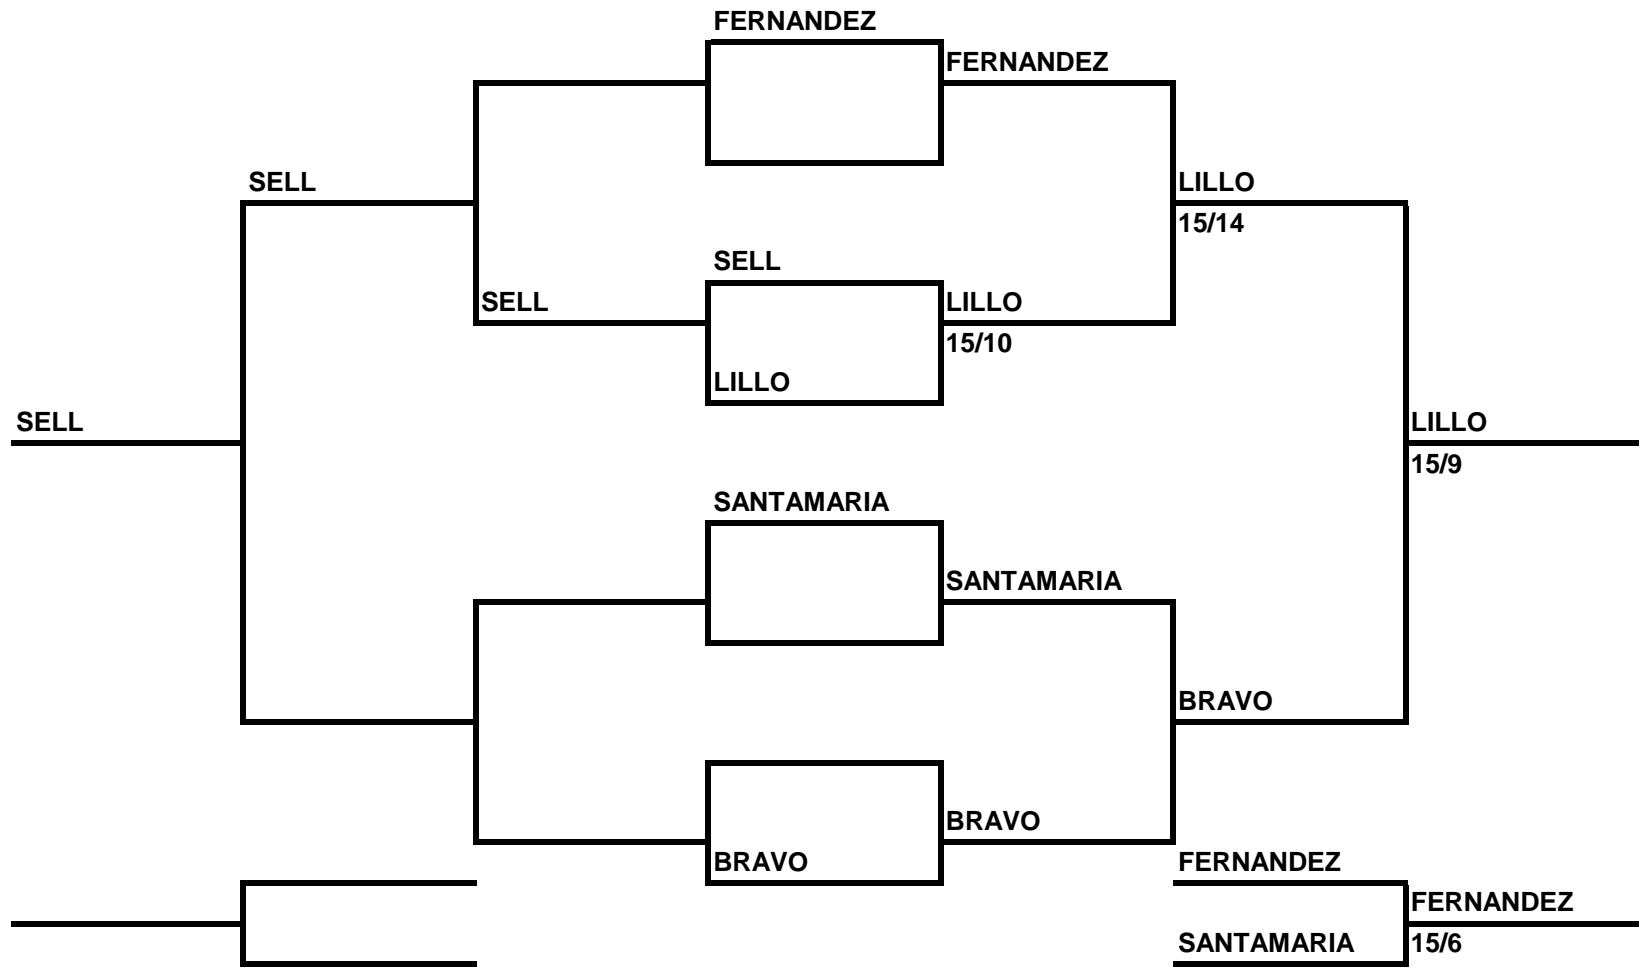 FERNANDEZ
FERNANDEZ
SELL
LILLO
15/14
SELL
SELL
LILLO
15/10
LILLO
SELL
LILLO
15/9
SANTAMARIA
SANTAMARIA
BRAVO
BRAVO
BRAVO
FERNANDEZ
FERNANDEZ
SANTAMARIA
15/6